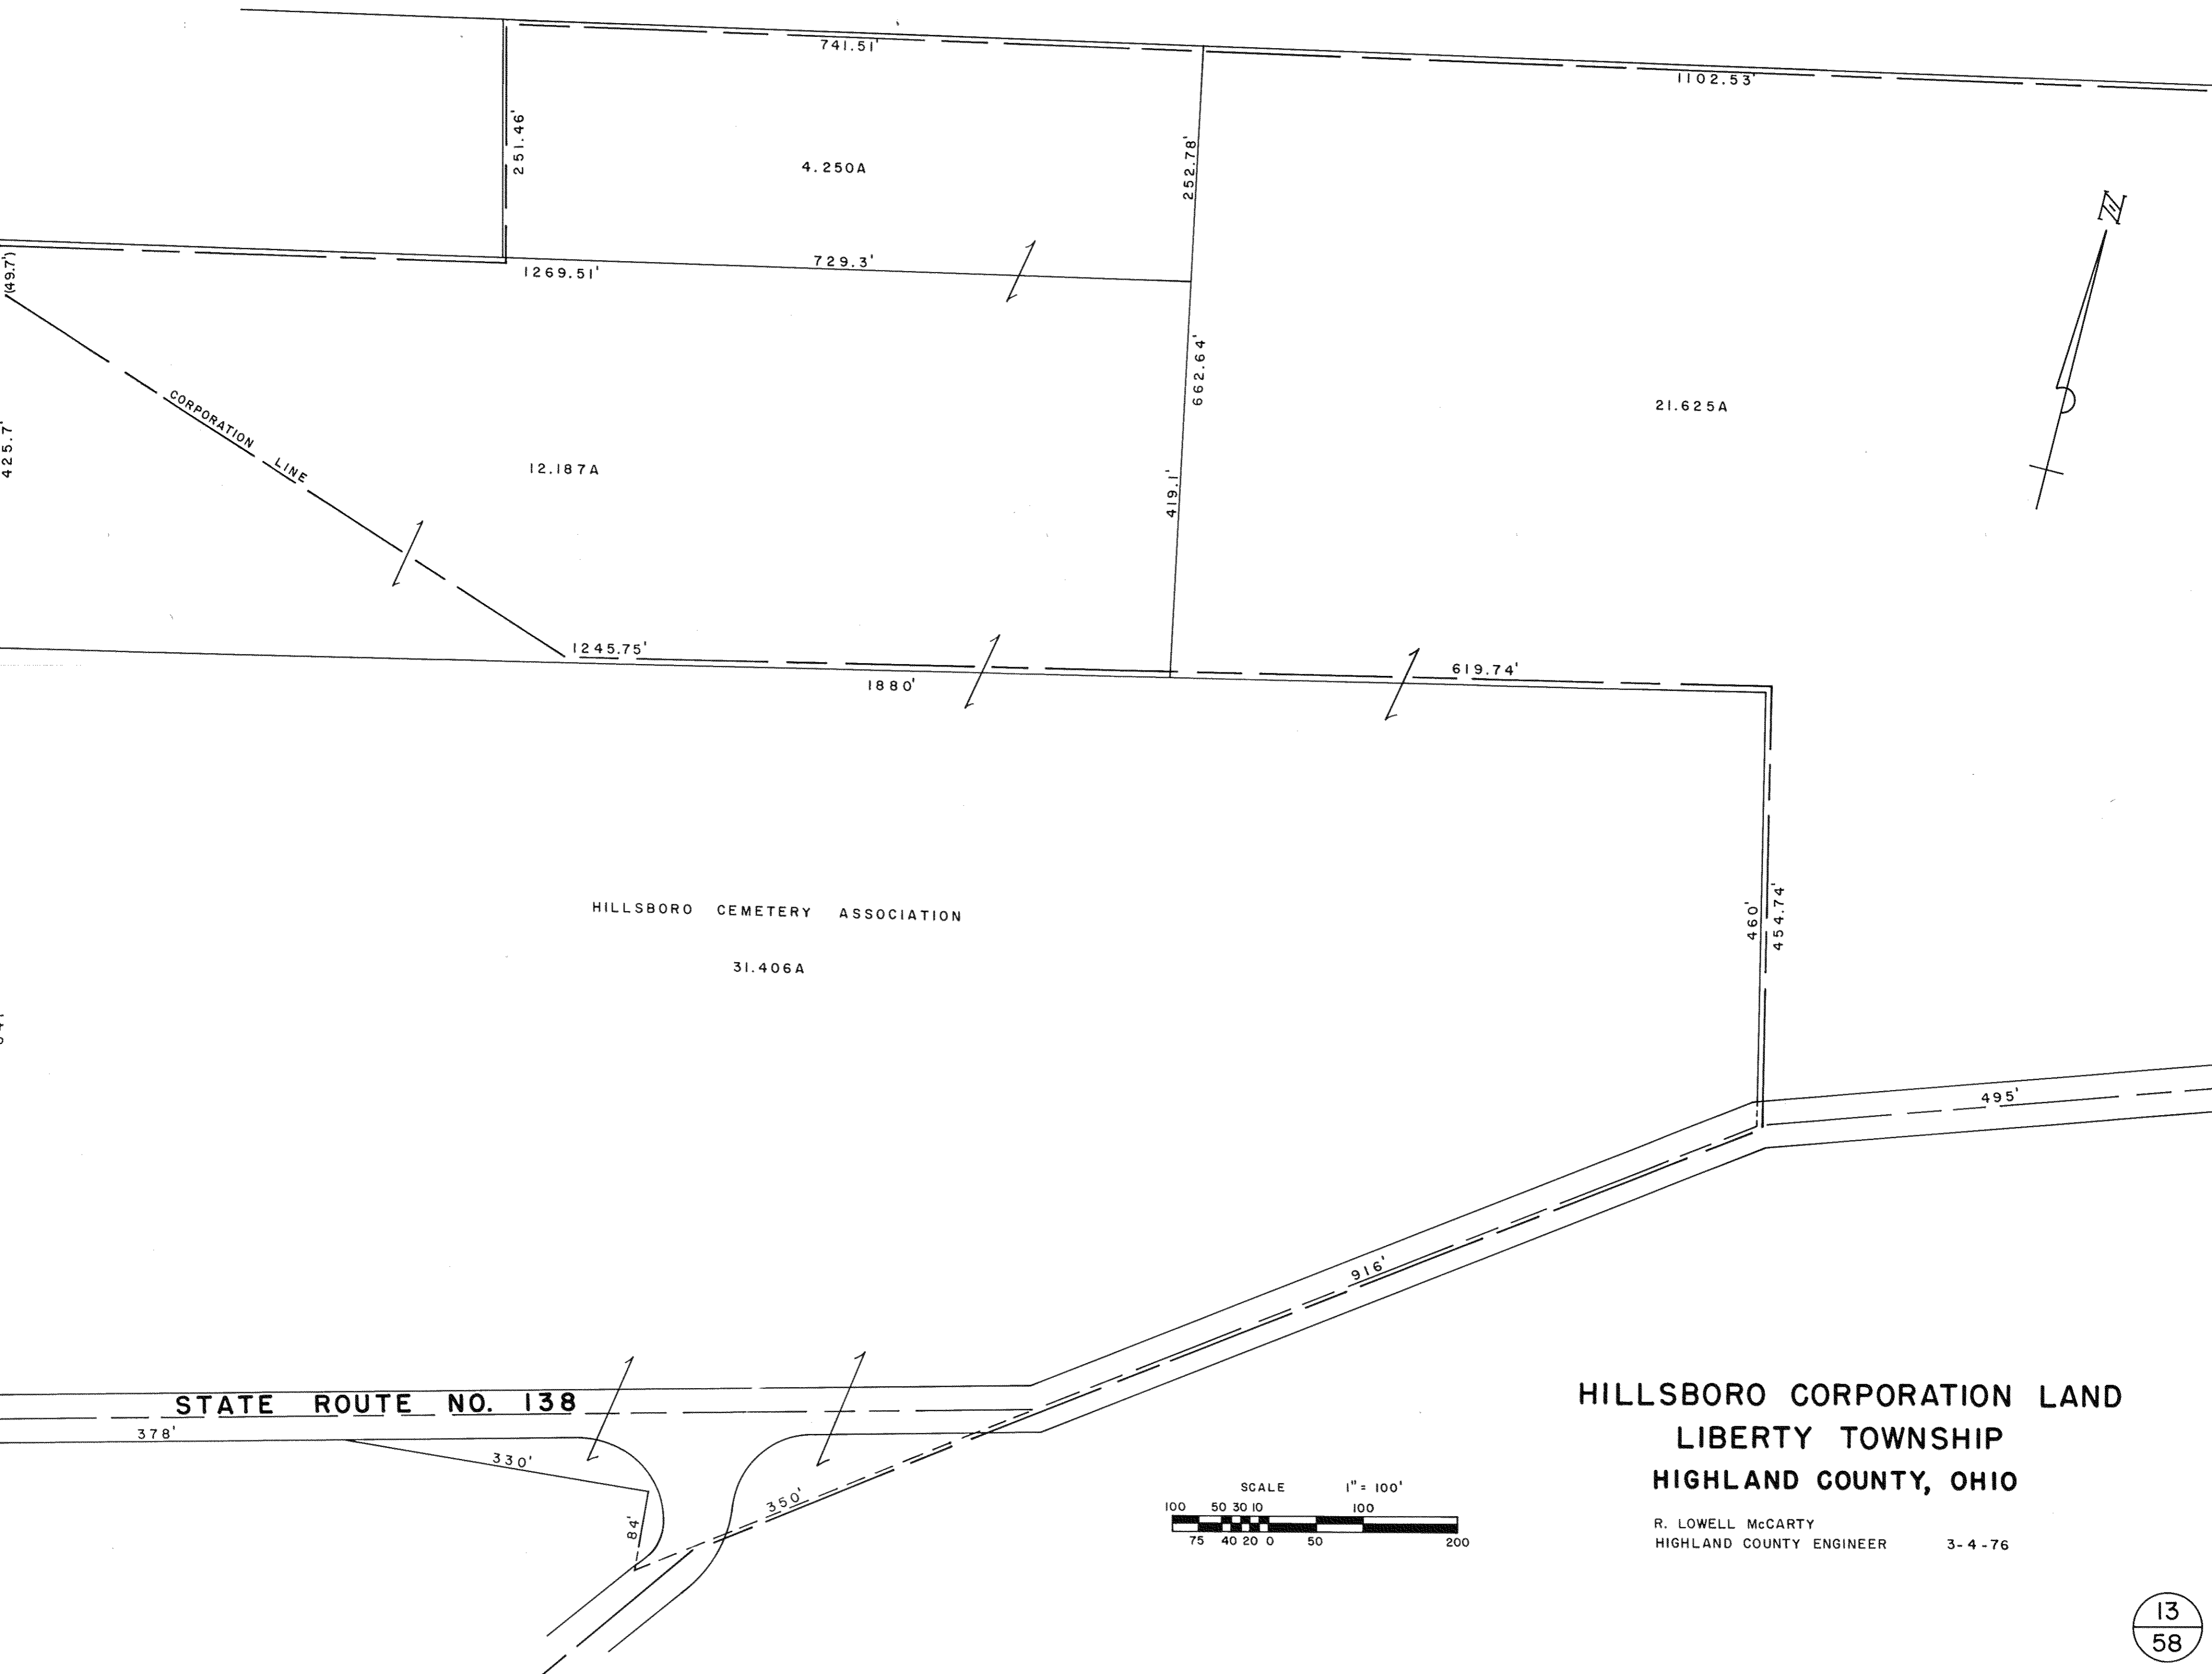 741.51'
1102.53'
251.46'
252.78'
4.250A
(49.7')
1269.51'
729.3'
662.64'
21.625A
N
CORPORATION LINE
425.7'
12.187A
419.1'
1245.75'
1880'
619.74'
HILLSBORO CEMETERY ASSOCIATION
31.406A
460'
454.74'
495'
916'
STATE ROUTE NO. 138
378'
330'
350'
84'
SCALE 1" = 100'
100 50 30 10 100
75 40 20 0 50 200
HILLSBORO CORPORATION LAND
LIBERTY TOWNSHIP
HIGHLAND COUNTY, OHIO
R. LOWELL McCARTY
HIGHLAND COUNTY ENGINEER 3-4-76
13
58